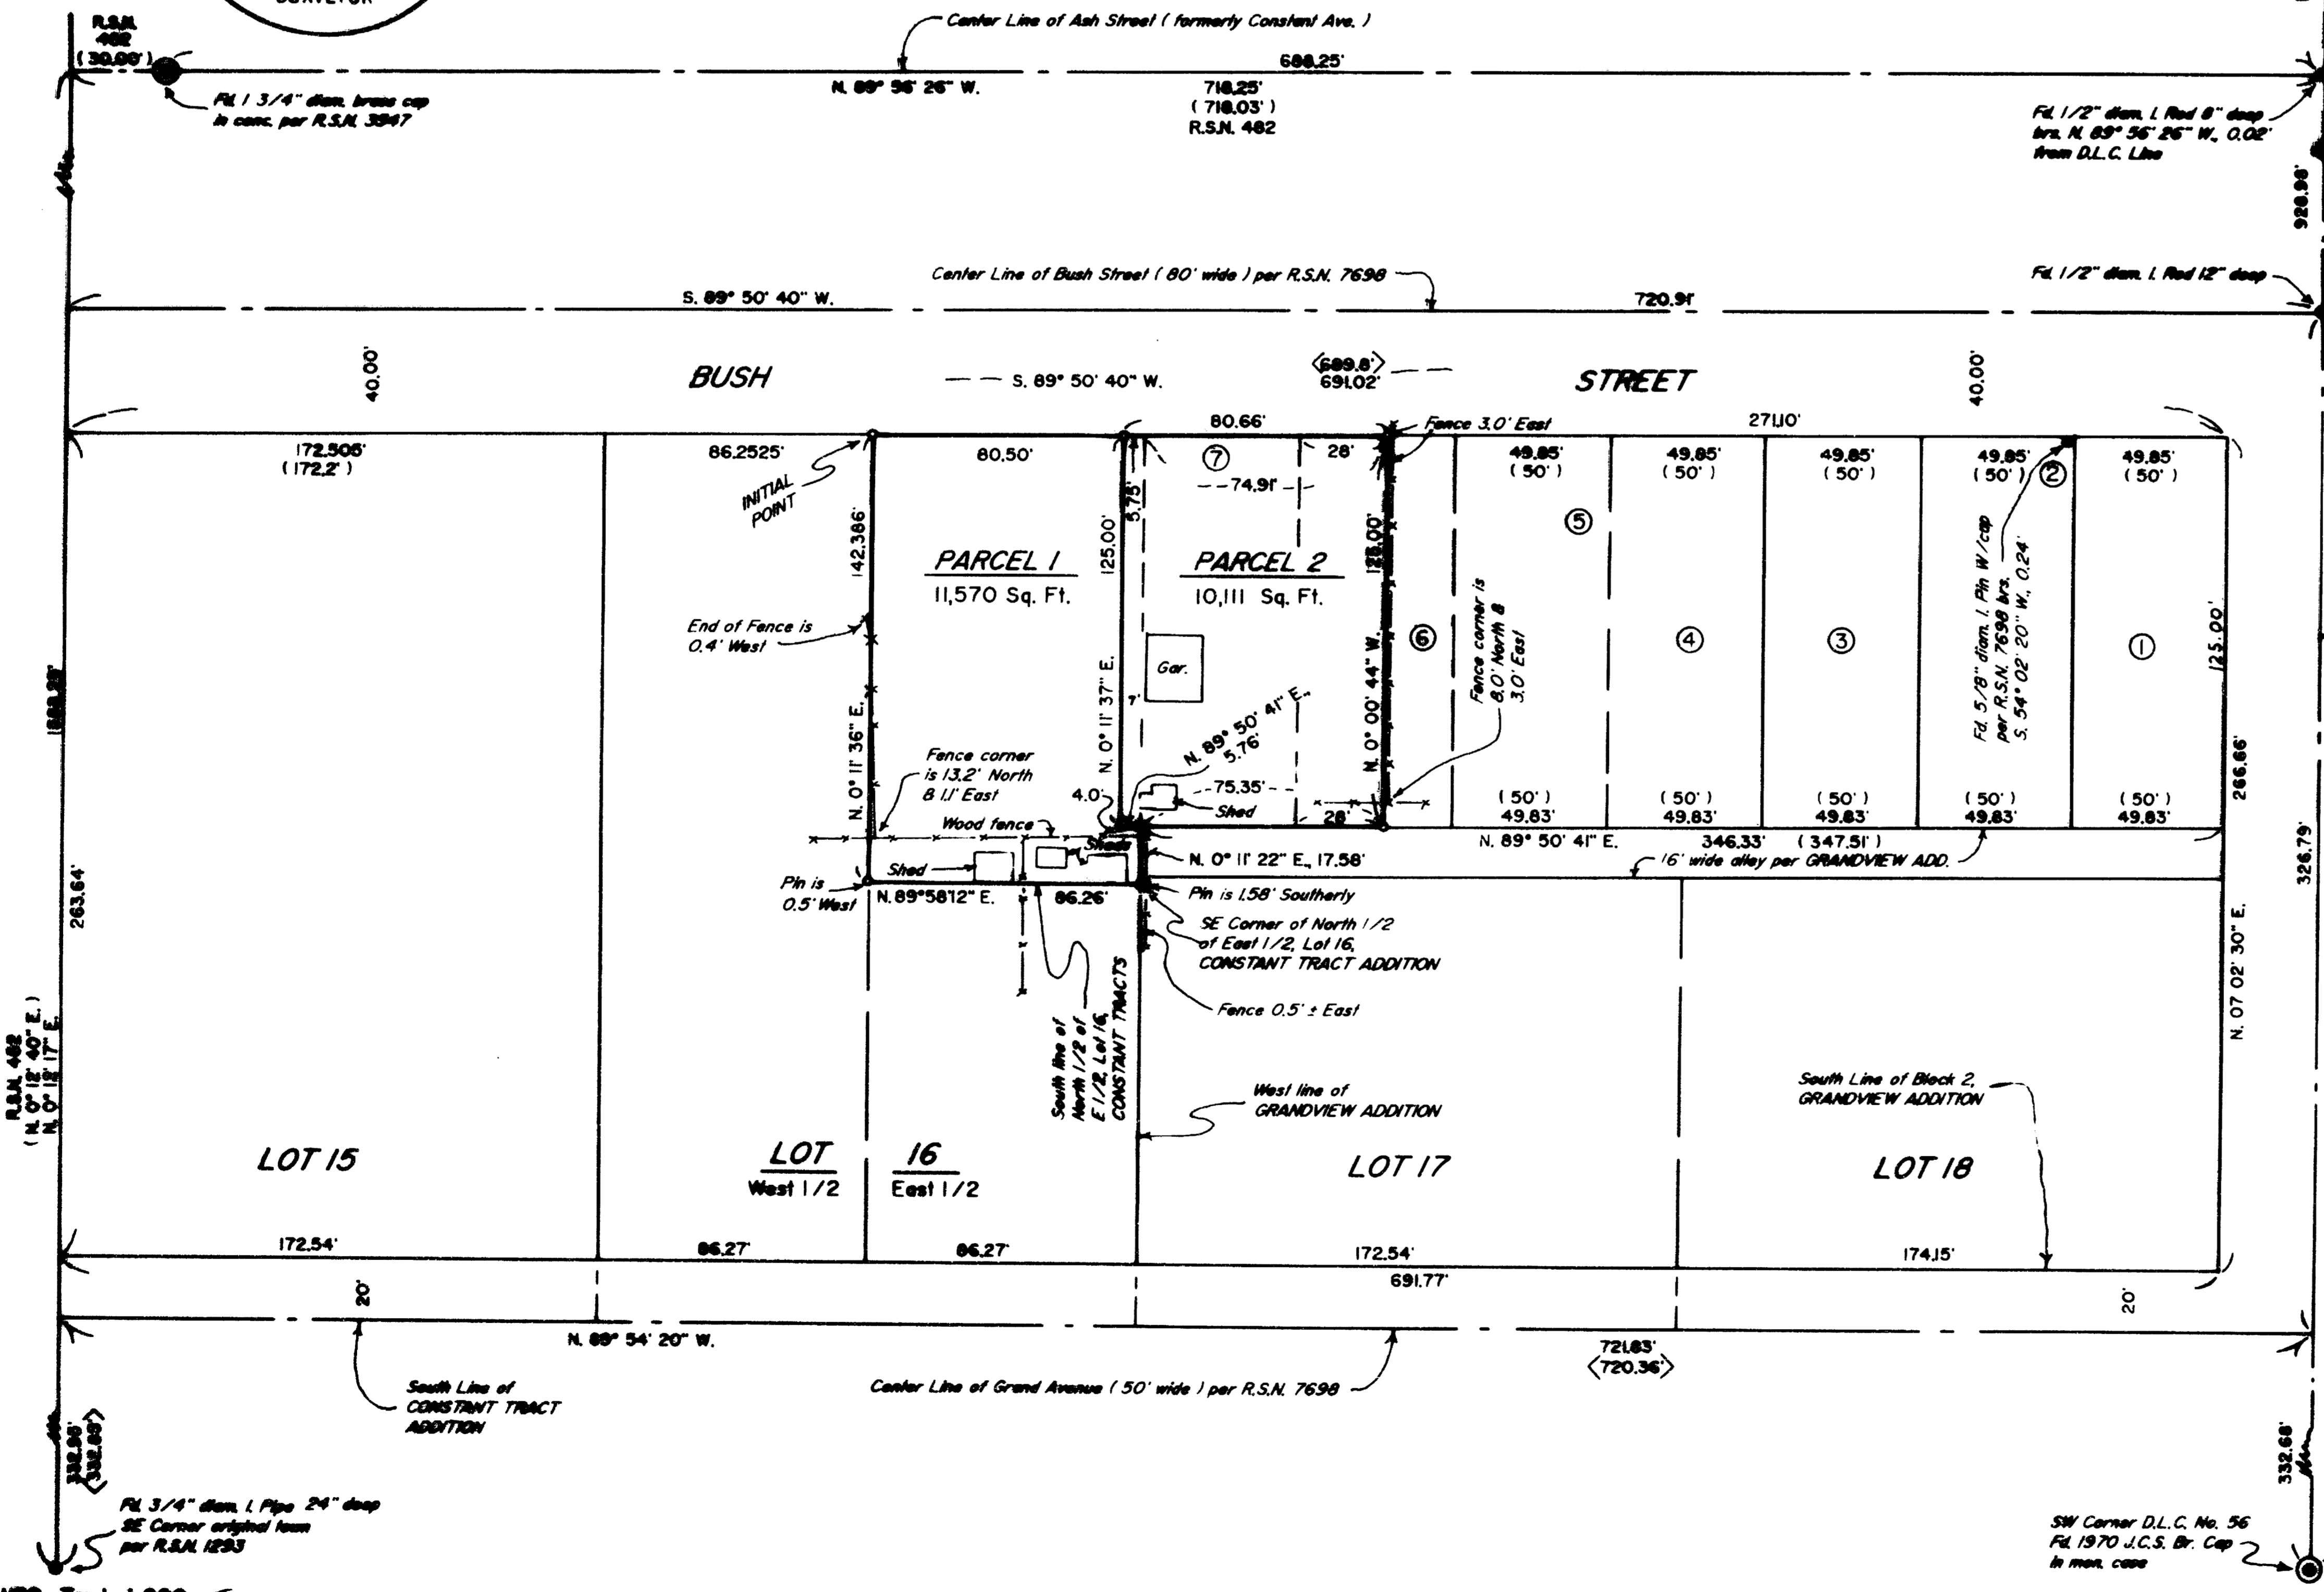 SURVEYOR
R.S.N.
482
( 30.00' )
Center Line of Ash Street ( formerly Constant Ave. )
688.25'
N. 89° 56' 26" W.
718.25'
( 718.03' )
R.S.N. 482
Fd. 1 3/4" diam. brass cap
in conc. per R.S.N. 3547
Fd. 1/2" diam. I. Rod 8" deep
brs. N. 89° 56' 26" W., 0.02'
from D.L.C. Line
928.98'
Center Line of Bush Street ( 80' wide ) per R.S.N. 7698
Fd. 1/2" diam. I. Rod 12" deep
S. 89° 50' 40" W.
720.91'
40.00'
BUSH
S. 89° 50' 40" W.
<689.8'>
691.02'
STREET
40.00'
172.505'
( 172.2' )
86.2525'
INITIAL
POINT
80.50'
80.66'
7
28'
Fence 3.0' East
271.10'
74.91'
5.75'
49.85'
( 50' )
49.85'
( 50' )
49.85'
( 50' )
49.85'
( 50' )
2
49.85'
( 50' )
142.386'
125.00'
125.00'
5
PARCEL 1
11,570 Sq. Ft.
PARCEL 2
10,111 Sq. Ft.
Fd. 5/8" diam. I. Pin W/cap
per R.S.N. 7698 brs.
S. 54° 02' 20" W., 0.24'
125.00'
End of Fence is
0.4' West
Fence corner is
8.0' North &
3.0' East
6
4
3
1
Gar.
7'
N. 0° 11' 36" E.
N. 0° 11' 37" E.
N. 0° 00' 44" W.
N. 89° 50' 41" E.,
5.76'
Fence corner
is 13.2' North
& 1.1' East
4.0'
75.35'
Shed
28'
( 50' )
49.83'
( 50' )
49.83'
( 50' )
49.83'
( 50' )
49.83'
( 50' )
49.83'
266.66'
Wood fence
N. 89° 50' 41" E.
346.33'
( 347.51' )
Sheds
Shed
N. 0° 11' 22" E., 17.58'
16' wide alley per GRANDVIEW ADD.
Pin is
0.5' West
N. 89°58'12" E.
86.26'
Pin is 1.58' Southerly
SE Corner of North 1/2
of East 1/2, Lot 16,
CONSTANT TRACT ADDITION
263.64'
326.79'
N. 07 02' 30" E.
Fence 0.5' ± East
South line of
North 1/2 of
E 1/2, Lot 16,
CONSTANT TRACTS
R.S.N. 482
( N. 0° 12' 40" E. )
N. 0° 12' 17" E.
West line of
GRANDVIEW ADDITION
South Line of Block 2,
GRANDVIEW ADDITION
LOT 15
LOT 16
West 1/2 East 1/2
LOT 17
LOT 18
172.54'
86.27'
86.27'
172.54'
174.15'
691.77'
20'
20'
N. 89° 54' 20" W.
721.83'
<720.36'>
South Line of
CONSTANT TRACT
ADDITION
Center Line of Grand Avenue ( 50' wide ) per R.S.N. 7698
332.95'
332.68'
Fd. 3/4" diam. I. Pipe 24" deep
SE Corner original town
per R.S.N. 1293
SW Corner D.L.C. No. 56
Fd. 1970 J.C.S. Br. Cap
in mon. case